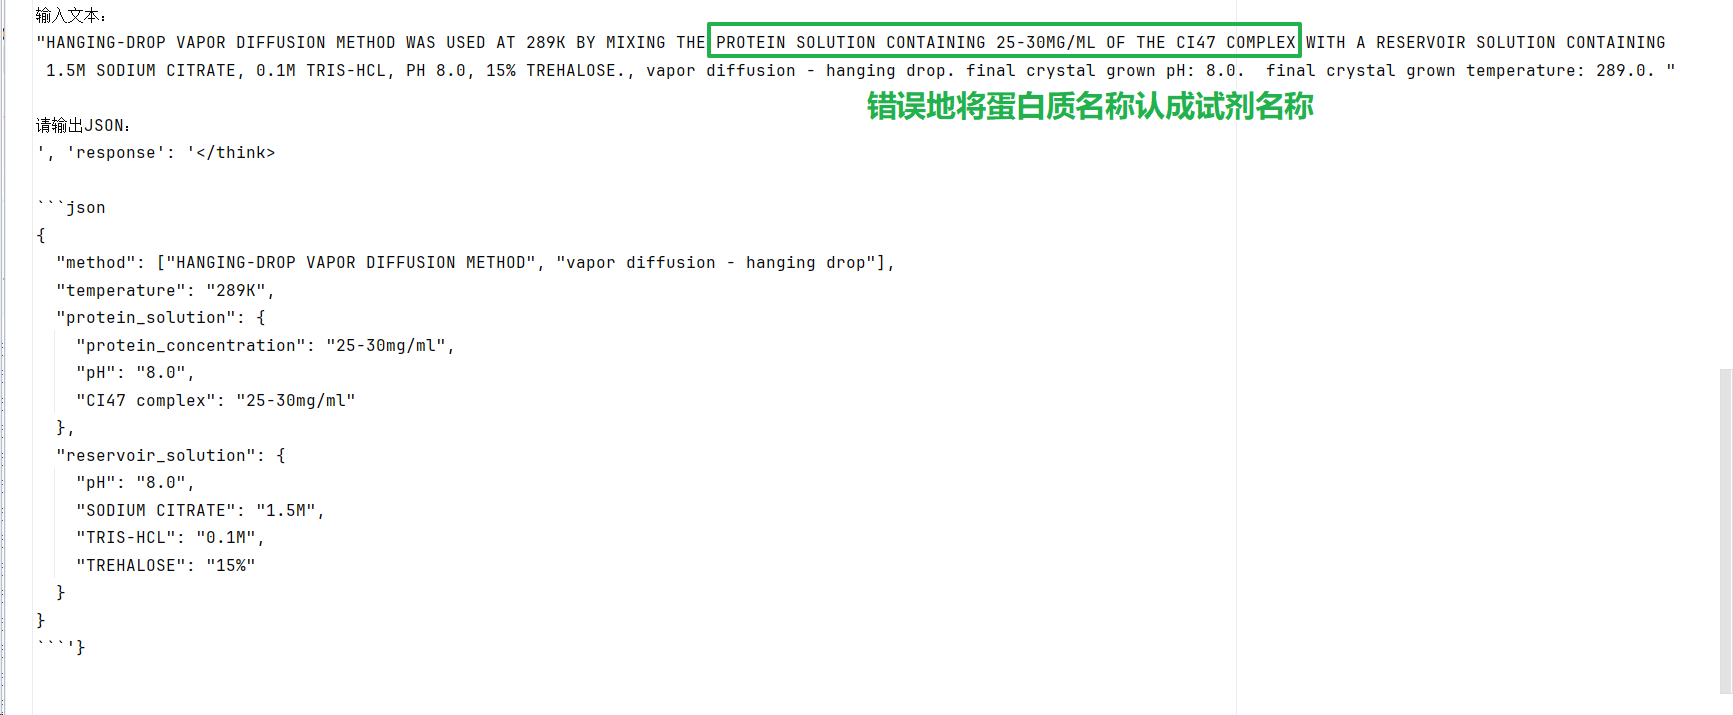 输入文本:
"HANGING-DROP VAPOR DIFFUSION METHOD WAS USED AT 289K BY MIXING THE PROTEIN SOLUTION CONTAINING 25-30MG/ML OF THE CI47 COMPLEX WITH A RESERVOIR SOLUTION CONTAINING
1.5M SODIUM CITRATE, 0.1M TRIS-HCL, PH 8.0, 15% TREHALOSE., vapor diffusion - hanging drop. final crystal grown pH: 8.0.  final crystal grown temperature: 289.0. "
错误地将蛋白质名称认成试剂名称
请输出JSON:
', 'response': '</think>
```json
{
  "method": ["HANGING-DROP VAPOR DIFFUSION METHOD", "vapor diffusion - hanging drop"],
  "temperature": "289K",
  "protein_solution": {
    "protein_concentration": "25-30mg/ml",
    "pH": "8.0",
    "CI47 complex": "25-30mg/ml"
  },
  "reservoir_solution": {
    "pH": "8.0",
    "SODIUM CITRATE": "1.5M",
    "TRIS-HCL": "0.1M",
    "TREHALOSE": "15%"
  }
}
```'}